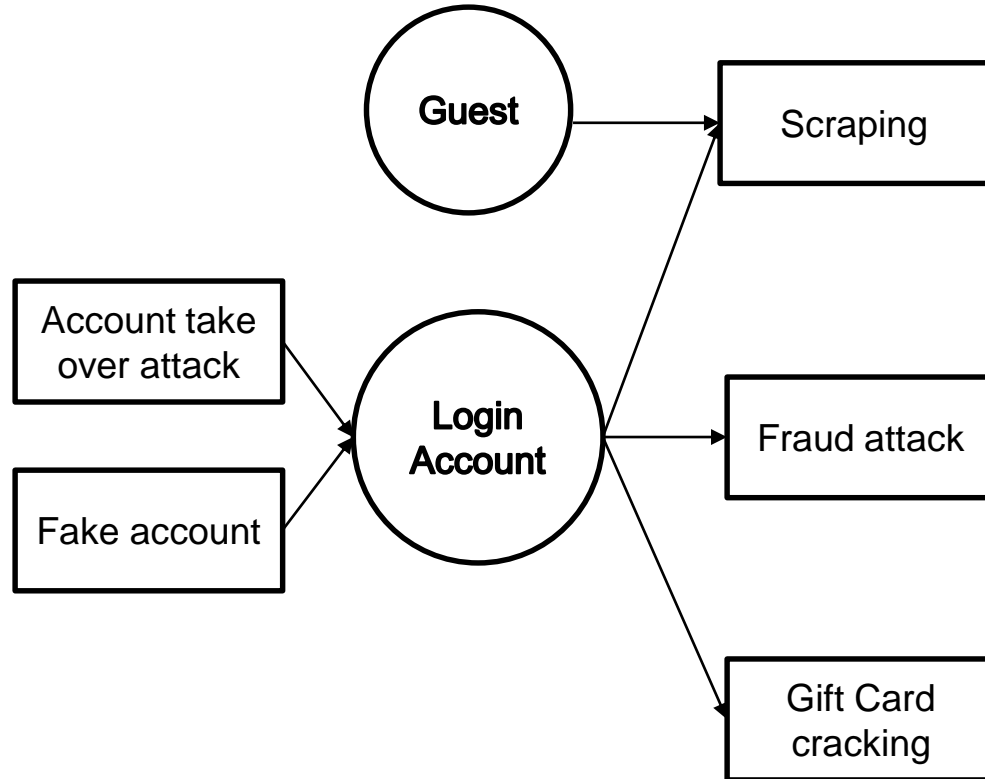 Guest
Scraping
Account take
over attack
Login
Account
Fraud attack
Fake account
Gift Card
cracking